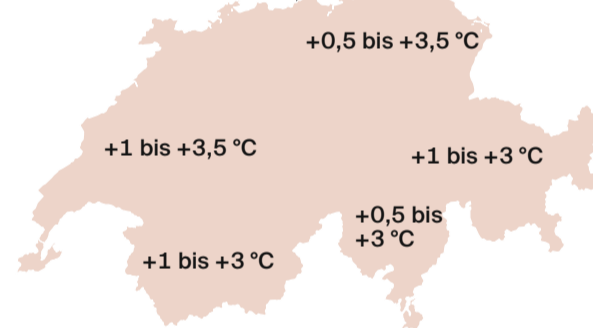 +0,5 bis +3,5 °C
+1 bis +3,5 °C
+1 bis +3 °C
+0,5 bis
+3 °C
+1 bis +3 °C